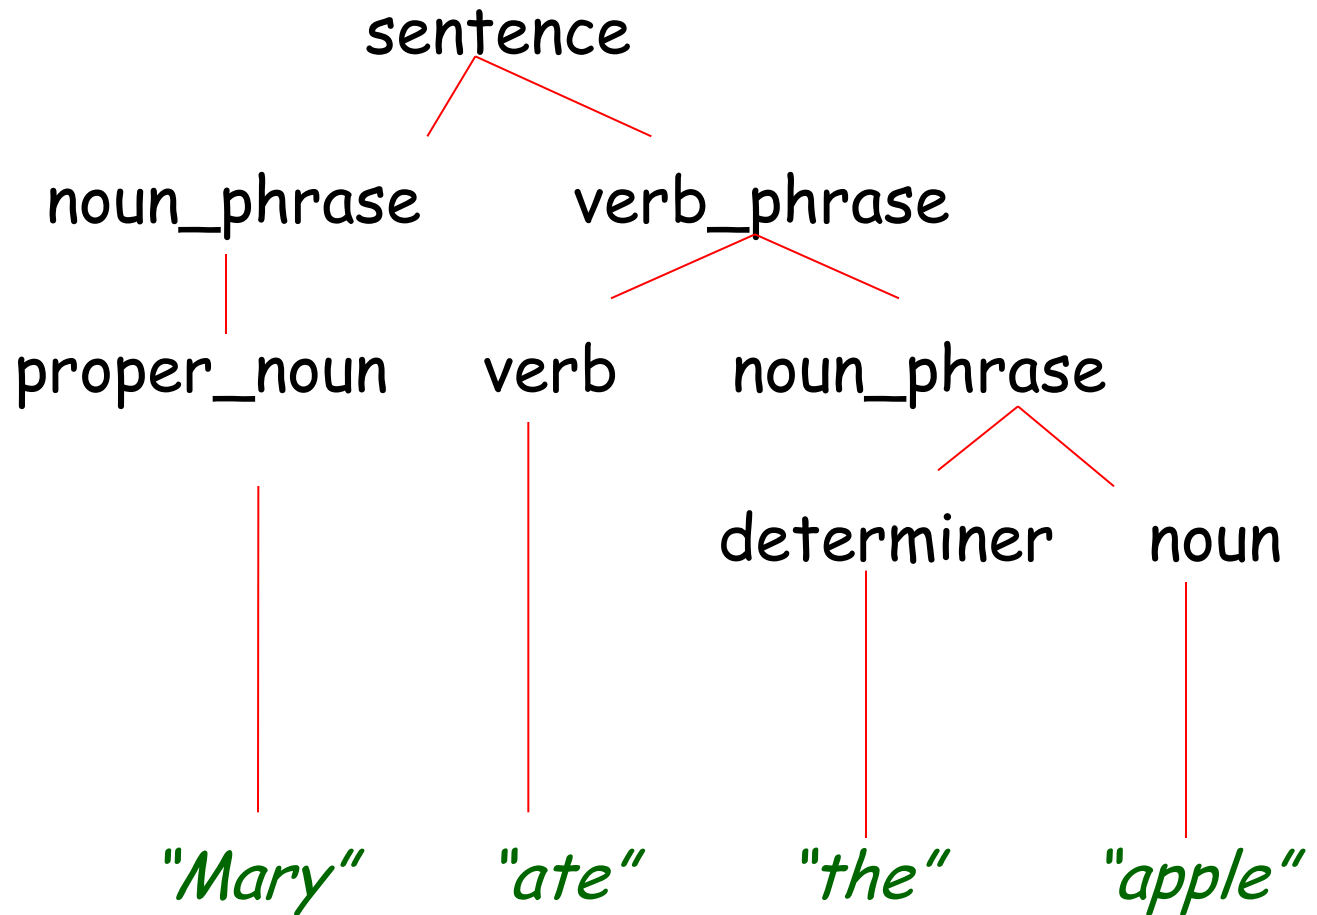 sentence
noun_phrase verb_phrase
proper_noun verb noun_phrase
determiner noun
“Mary” “ate” “the” “apple”